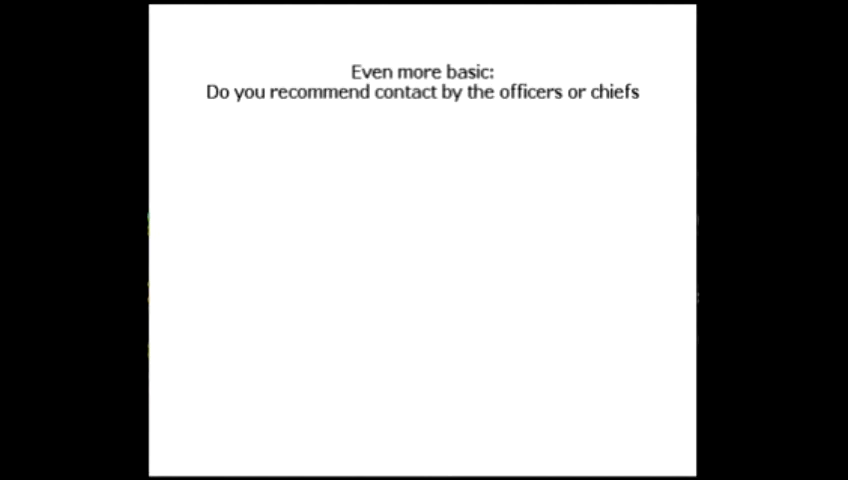 Even more basic:
Do you recommend contact by the officers or chiefs